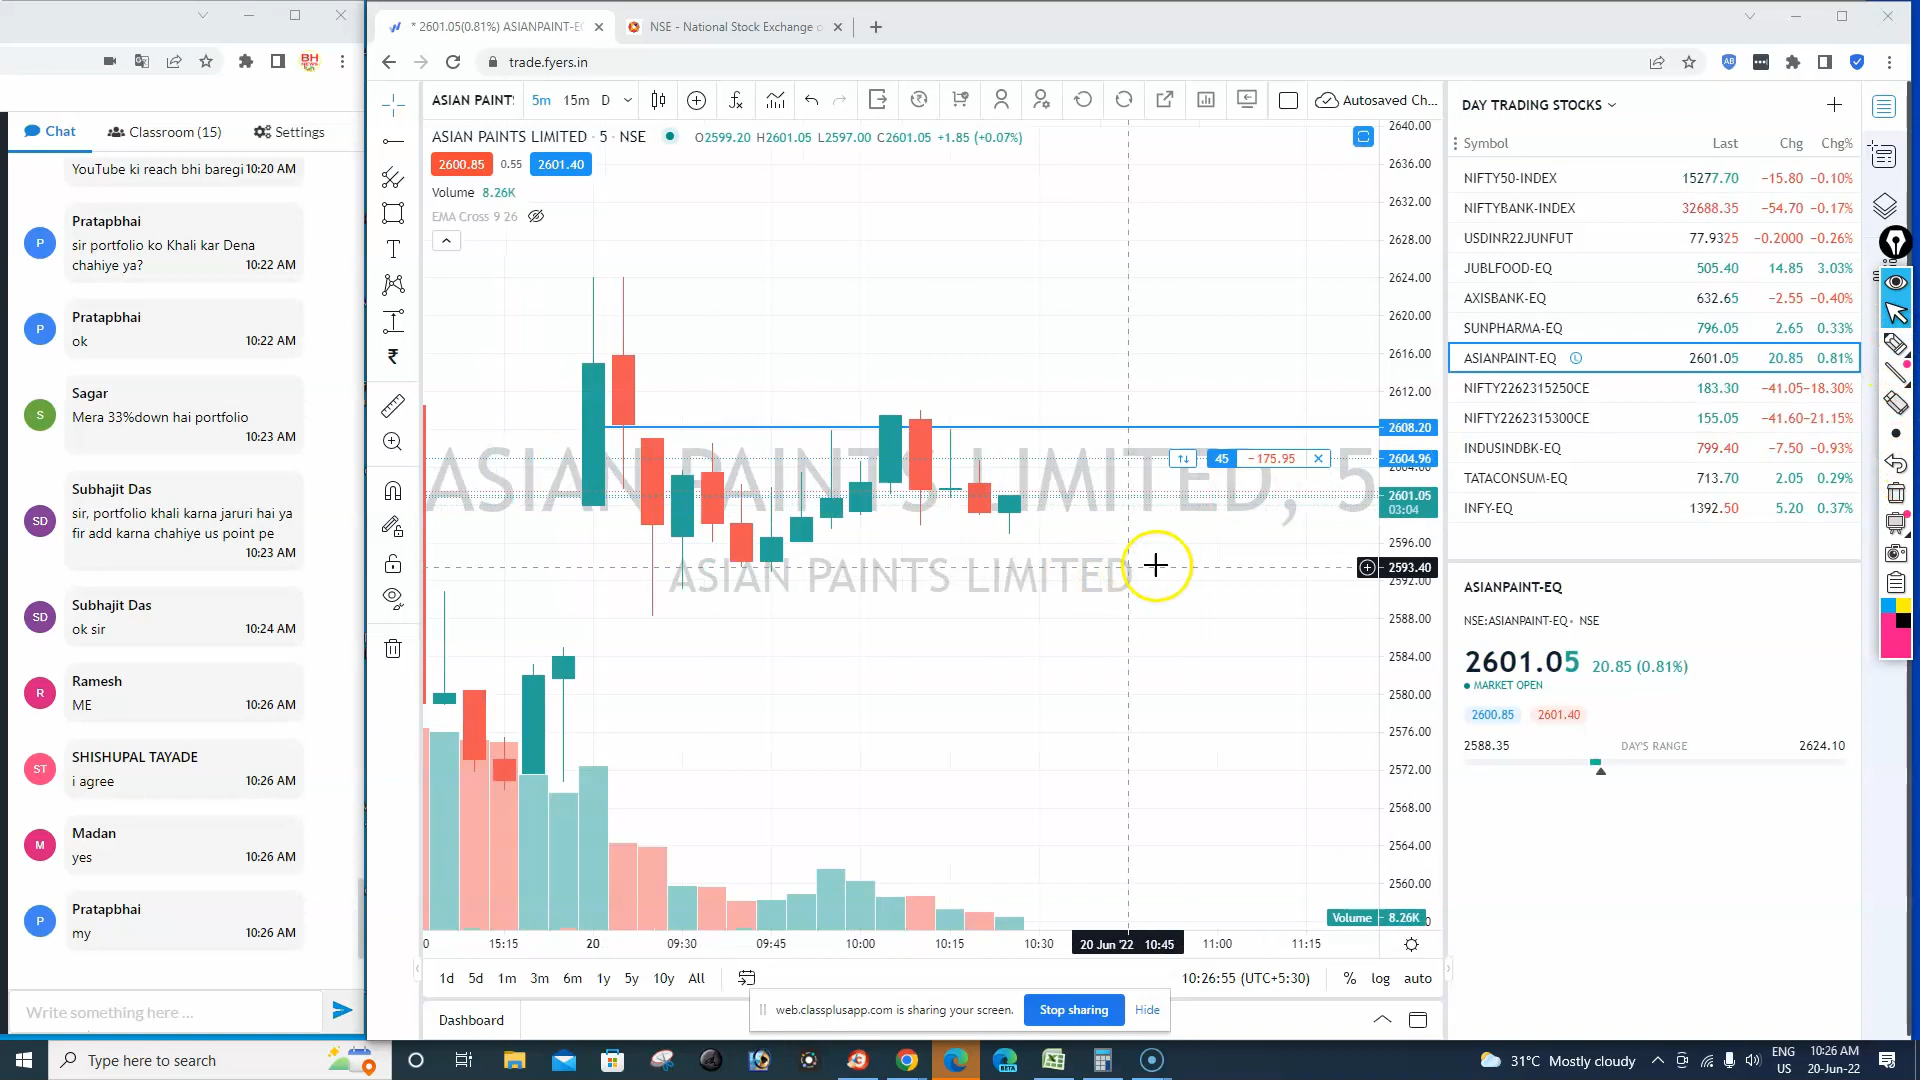 * 2601.05(0.81%) ASIANPAINT-E
NSE - National Stock Exchange o
BH
trade.fyers.in
Chat
Classroom (15)
Settings
YouTube ki reach bhi baregi 10:20 AM
P
Pratapbhai
sir portfolio ko Khali kar Dena
chahiye ya?
10:22 AM
P
Pratapbhai
ok
10:22 AM
S
Sagar
Mera 33%down hai portfolio
10:23 AM
SD
Subhajit Das
sir, portfolio khali karna jaruri hai ya
fir add karna chahiye us point pe
10:23 AM
SD
Subhajit Das
ok sir
10:24 AM
R
Ramesh
ME
10:26 AM
ST
SHISHUPAL TAYADE
i agree
10:26 AM
M
Madan
yes
10:26 AM
P
Pratapbhai
my
10:26 AM
Write something here ...
ASIAN PAINT
5m 15m D
Autosaved Ch...
ASIAN PAINTS LIMITED · 5 · NSE
O2599.20 H2601.05 L2597.00 C2601.05 +1.85 (+0.07%)
2600.85 0.55 2601.40
Volume 8.26K
EMA Cross 9 26
ASIAN PAINTS LIMITED, 5
ASIAN PAINTS LIMITED
45 -175.95
2640.00
2636.00
2632.00
2628.00
2624.00
2620.00
2616.00
2612.00
2608.20
2604.96
2604.00
2601.05
03:04
2596.00
2593.40
2592.00
2588.00
2584.00
2580.00
2576.00
2572.00
2568.00
2564.00
2560.00
Volume 8.26K
0 15:15 20 09:30 09:45 10:00 10:15 10:30 20 Jun '22 10:45 11:00 11:15
1d 5d 1m 3m 6m 1y 5y 10y All
10:26:55 (UTC+5:30)
% log auto
Dashboard
web.classplusapp.com is sharing your screen.
Stop sharing
Hide
DAY TRADING STOCKS
Symbol Last Chg Chg%
NIFTY50-INDEX 15277.70 -15.80 -0.10%
NIFTYBANK-INDEX 32688.35 -54.70 -0.17%
USDINR22JUNFUT 77.9325 -0.2000 -0.26%
JUBLFOOD-EQ 505.40 14.85 3.03%
AXISBANK-EQ 632.65 -2.55 -0.40%
SUNPHARMA-EQ 796.05 2.65 0.33%
ASIANPAINT-EQ L 2601.05 20.85 0.81%
NIFTY2262315250CE 183.30 -41.05 -18.30%
NIFTY2262315300CE 155.05 -41.60 -21.15%
INDUSINDBK-EQ 799.40 -7.50 -0.93%
TATACONSUM-EQ 713.70 2.05 0.29%
INFY-EQ 1392.50 5.20 0.37%
ASIANPAINT-EQ
NSE:ASIANPAINT-EQ • NSE
2601.05 20.85 (0.81%)
MARKET OPEN
2600.85 2601.40
2588.35 DAY'S RANGE 2624.10
Type here to search
BETA
31°C Mostly cloudy
ENG
US
10:26 AM
20-Jun-22